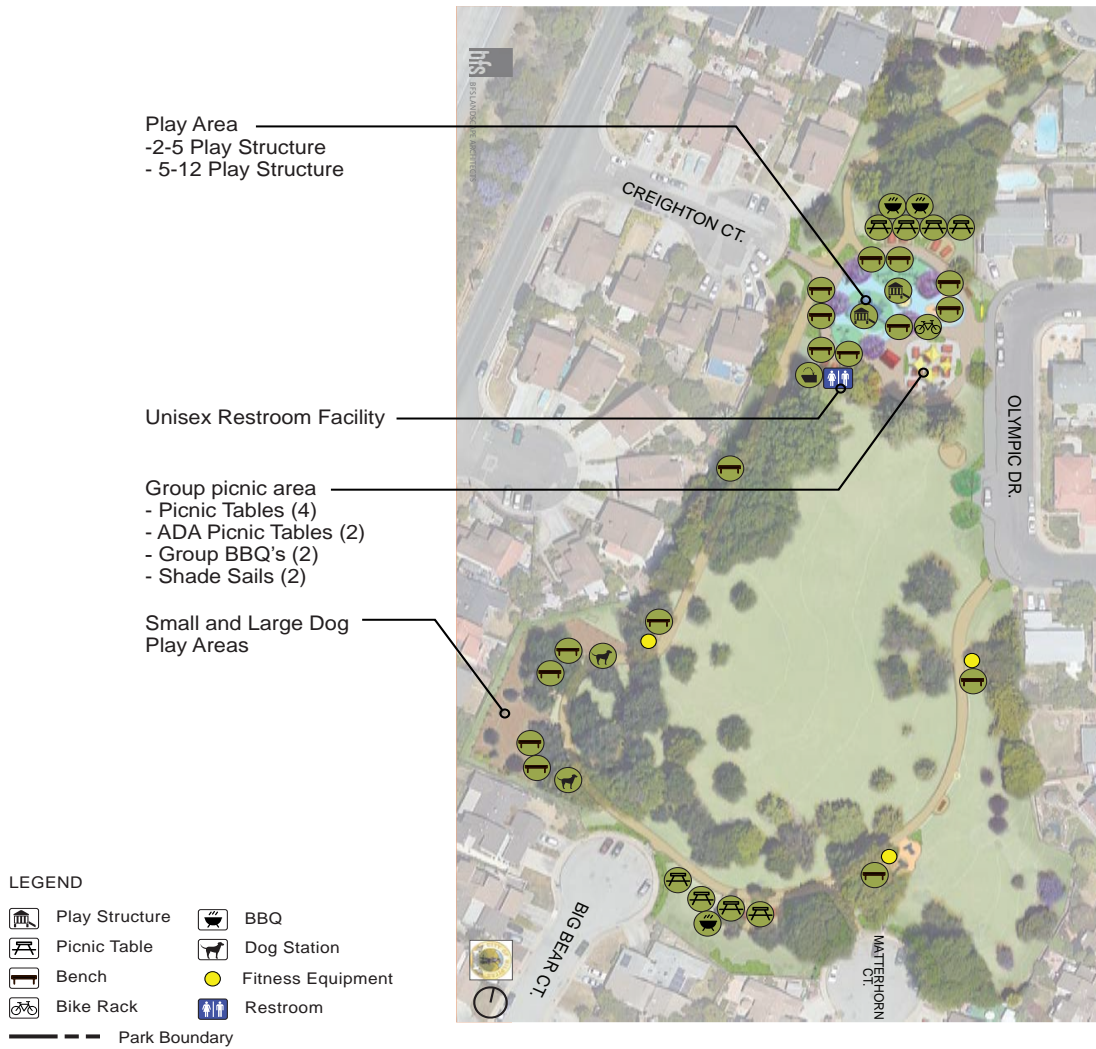 bfs
Play Area
-2-5 Play Structure
- 5-12 Play Structure
CREIGHTON CT.
Unisex Restroom Facility
OLYMPIC DR.
Group picnic area
- Picnic Tables (4)
- ADA Picnic Tables (2)
- Group BBQ's (2)
- Shade Sails (2)
Small and Large Dog
Play Areas
BIG BEAR CT.
MATTERHORN
CT.
LEGEND
Play Structure
BBQ
Picnic Table
Dog Station
Bench
Fitness Equipment
Bike Rack
Restroom
Park Boundary